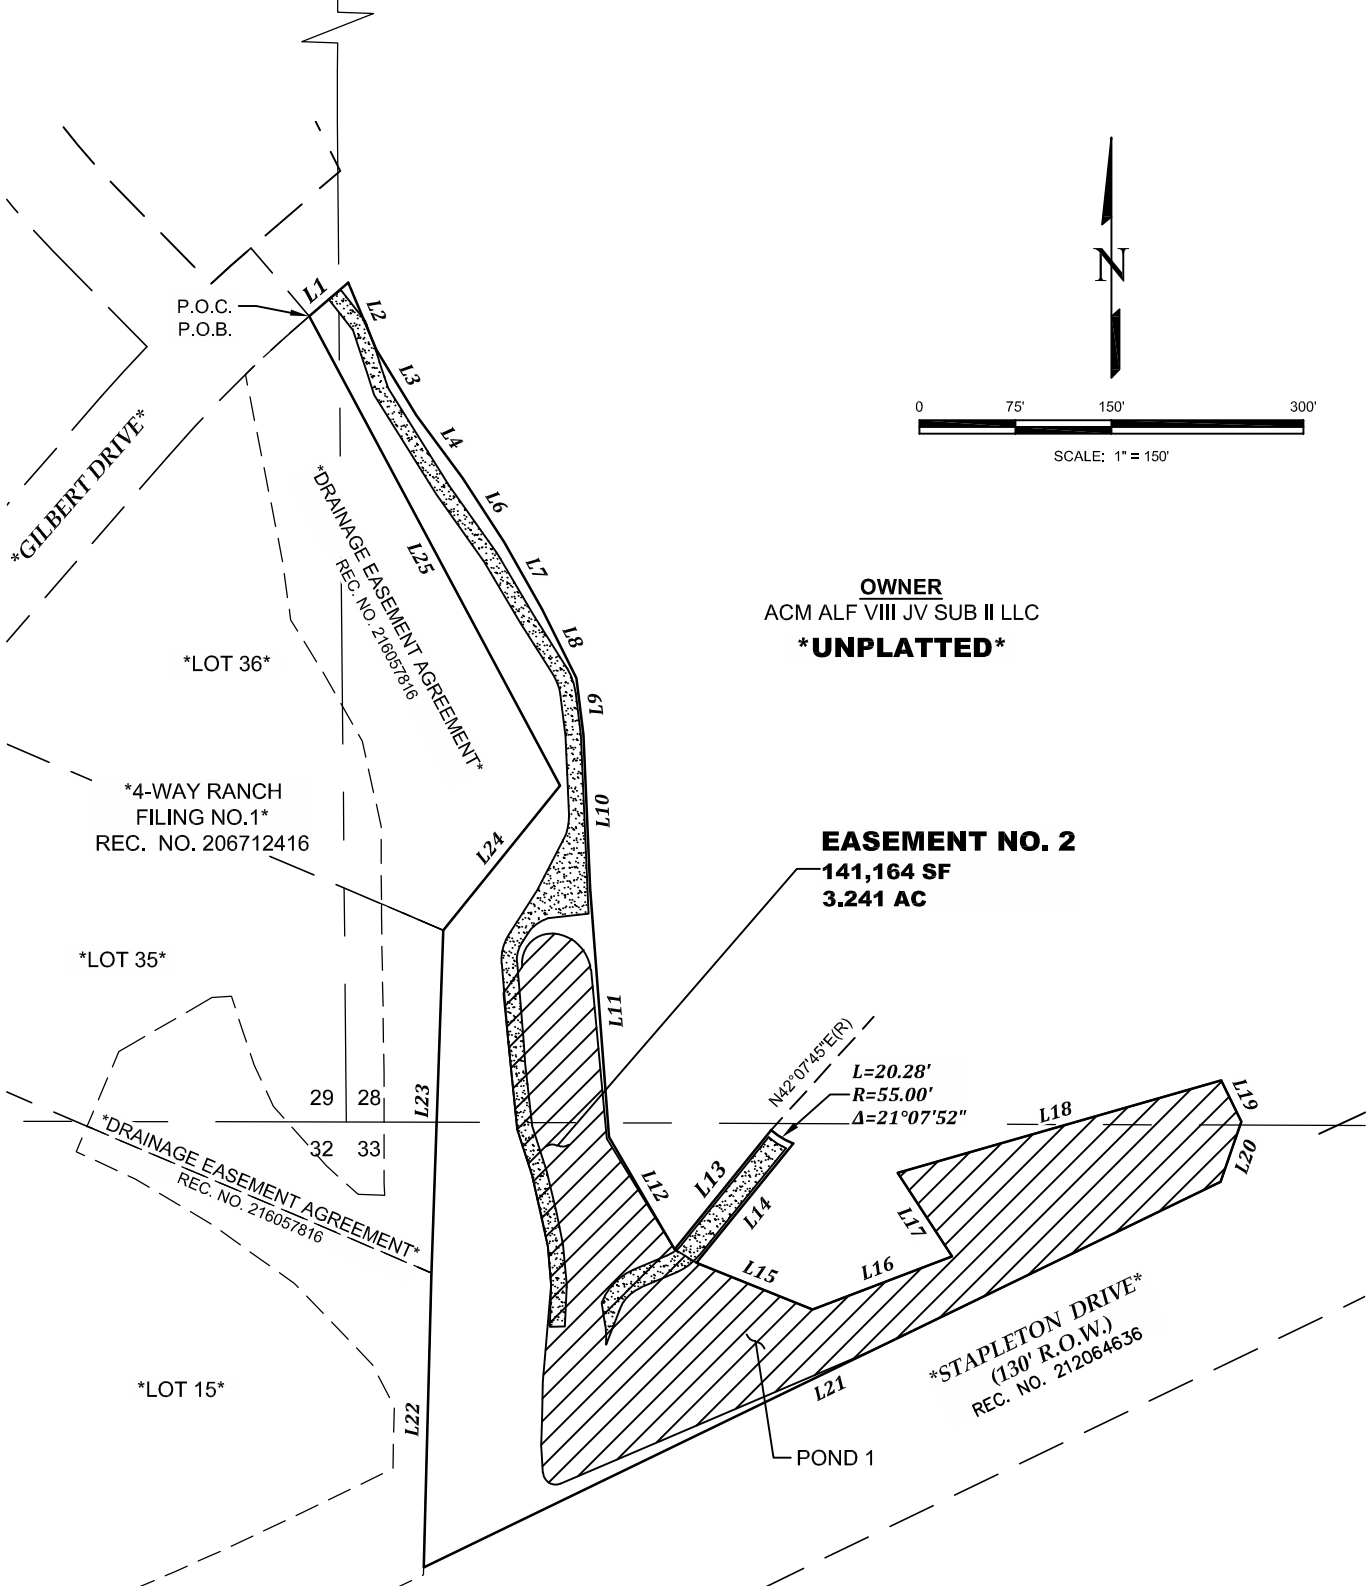 L1
P.O.C.
P.O.B.
L2
L3
L4
L6
L7
L8
L9
L10
L11
L12
L13
L14
L15
L16
L17
L18
L19
L20
L21
L22
L23
L24
L25
N
0 75' 150' 300'
SCALE: 1" = 150'
*GILBERT DRIVE*
*DRAINAGE EASEMENT AGREEMENT*
REC. NO. 216057816
OWNER
ACM ALF VIII JV SUB II LLC
*UNPLATTED*
*LOT 36*
*4-WAY RANCH
FILING NO.1*
REC. NO. 206712416
EASEMENT NO. 2
141,164 SF
3.241 AC
*LOT 35*
N42°07'45"E(R)
L=20.28'
R=55.00'
Δ=21°07'52"
29 28
32 33
*DRAINAGE EASEMENT AGREEMENT*
REC. NO. 216057816
*STAPLETON DRIVE*
(130' R.O.W.)
REC. NO. 212064636
*LOT 15*
POND 1